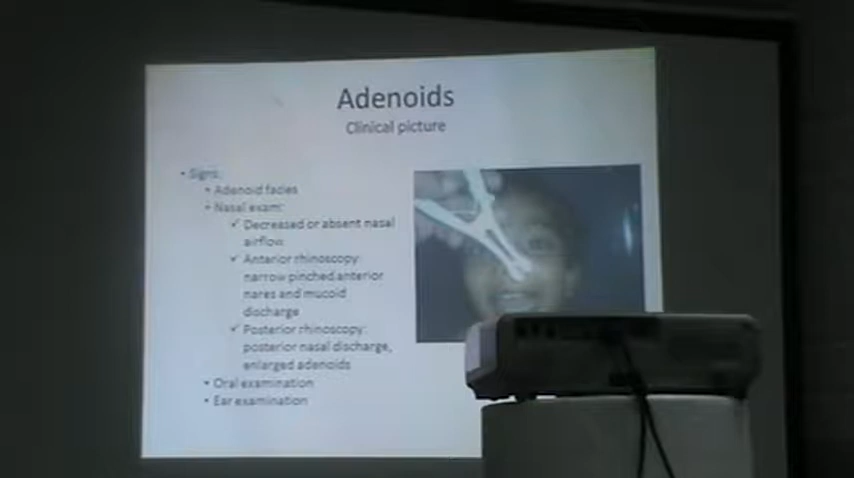 Adenoids
Clinical picture
• Signs:
• Adenoid facies
• Nasal exam:
✓ Decreased or absent nasal
airflow
✓ Anterior rhinoscopy:
narrow pinched anterior
nares and mucoid
discharge
✓ Posterior rhinoscopy:
posterior nasal discharge,
enlarged adenoids
• Oral examination
• Ear examination